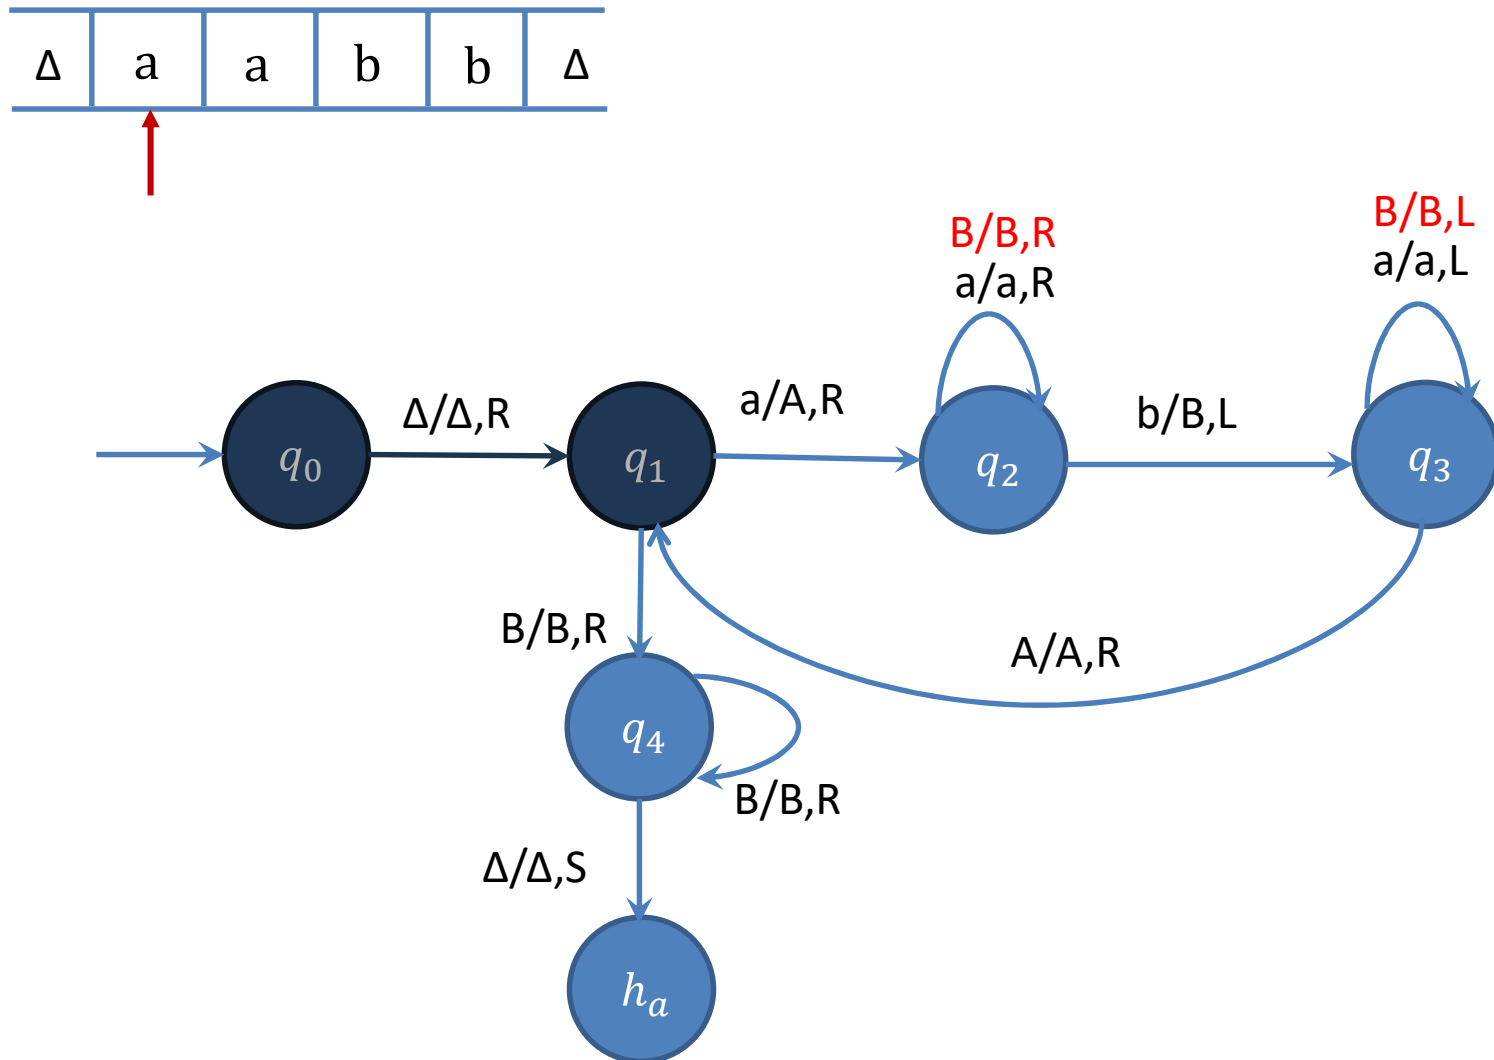 Δ a a b b Δ
B/B,R
B/B,L
a/a,R
a/a,L
Δ/Δ,R
a/A,R
b/B,L
q₀
q₁
q₂
q₃
B/B,R
A/A,R
q₄
B/B,R
Δ/Δ,S
hₐ